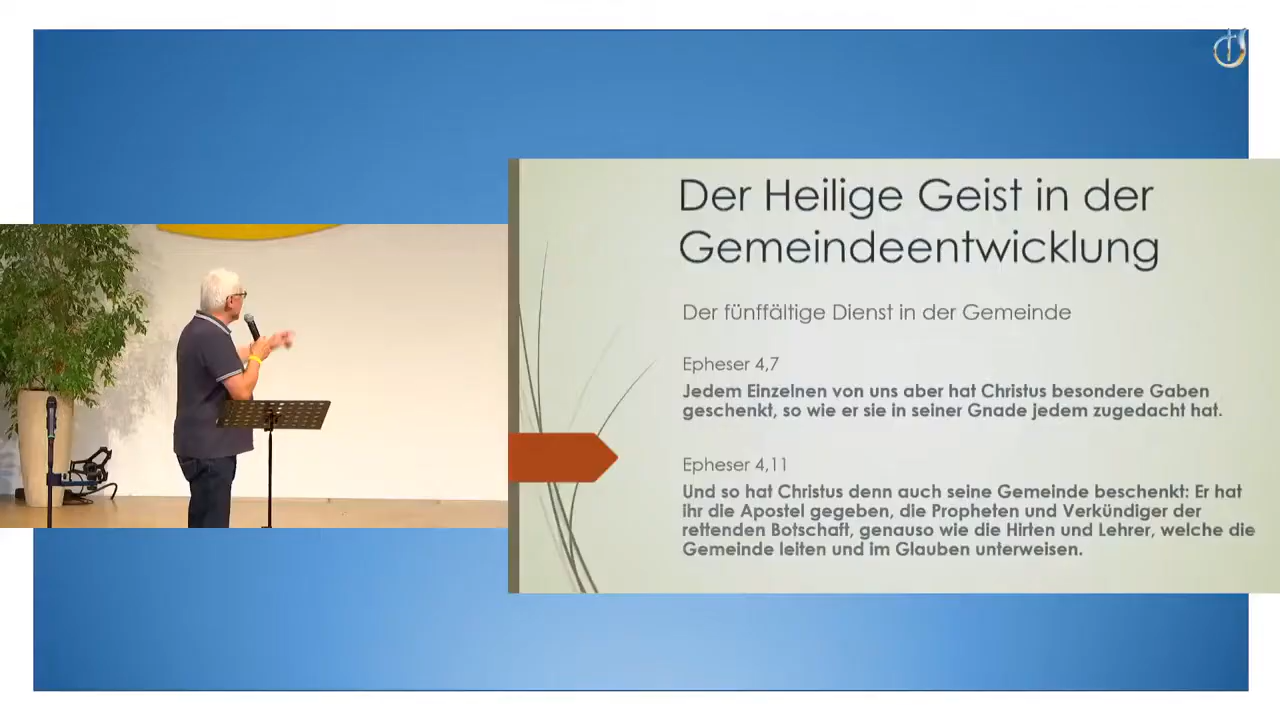 Der Heilige Geist in der
Gemeindeentwicklung
Der fünffältige Dienst in der Gemeinde
Epheser 4,7
Jedem Einzelnen von uns aber hat Christus besondere Gaben
geschenkt, so wie er sie in seiner Gnade jedem zugedacht hat.
Epheser 4,11
Und so hat Christus denn auch seine Gemeinde beschenkt: Er hat
ihr die Apostel gegeben, die Propheten und Verkündiger der
rettenden Botschaft, genauso wie die Hirten und Lehrer, welche die
Gemeinde leiten und im Glauben unterweisen.